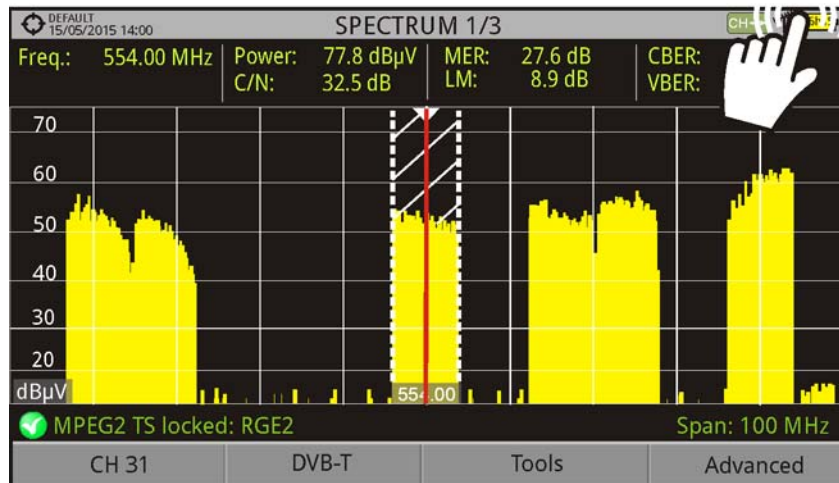 DEFAULT
15/05/2015 14:00
SPECTRUM 1/3
CH
Freq.: 554.00 MHz
Power: 77.8 dBµV
MER: 27.6 dB
CBER:
C/N: 32.5 dB
LM: 8.9 dB
VBER:
70
60
50
40
30
20
dBµV
554.00
MPEG2 TS locked: RGE2
Span: 100 MHz
CH 31
DVB-T
Tools
Advanced